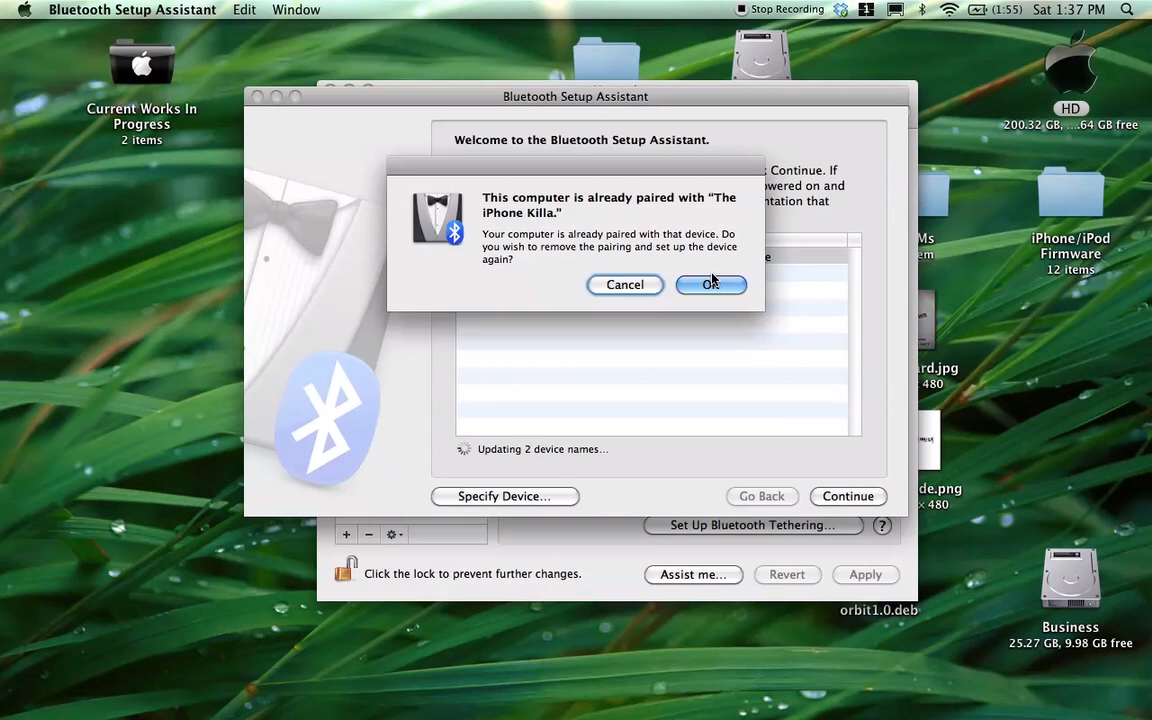 Bluetooth Setup Assistant Edit Window Stop Recording (1:55) Sat 1:37 PM
Current Works In
Progress
2 items
HD
200.32 GB, ....64 GB free
Bluetooth Setup Assistant
Welcome to the Bluetooth Setup Assistant.
Continue. If
owered on and
ntation that
This computer is already paired with "The
iPhone Killa."
Your computer is already paired with that device. Do
you wish to remove the pairing and set up the device
again?
Cancel
Ms
em
iPhone/iPod
Firmware
12 items
ard.jpg
x 480
Updating 2 device names...
de.png
x 480
Specify Device... Go Back Continue
+ −
Set Up Bluetooth Tethering... ?
Click the lock to prevent further changes. Assist me... Revert Apply
orbit1.0.deb
Business
25.27 GB, 9.98 GB free